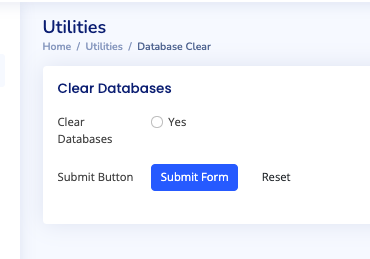 Utilities
Home / Utilities / Database Clear
Clear Databases
Clear Databases
Yes
Submit Button Submit Form Reset